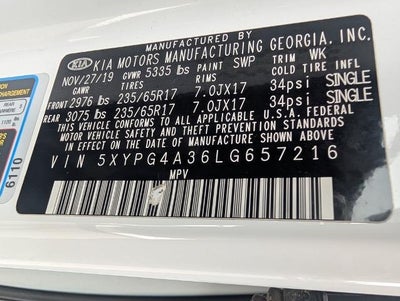 MANUFACTURED BY
KIA KIA MOTORS MANUFACTURING GEORGIA, INC.
NOV/27/19 GVWR 5335 lbs PAINT SWP TRIM WK
GAWR TIRES RIMS COLD TIRE INFL
FRONT 2976 lbs 235/65R17 7.0JX17 34psi SINGLE
REAR 3075 lbs 235/65R17 7.0JX17 34psi SINGLE
THIS VEHICLE CONFORMS TO ALL APPLICABLE U.S.A. FEDERAL
MOTOR VEHICLE SAFETY AND THEFT PREVENTION STANDARDS
IN EFFECT ON THE DATE OF MANUFACTURE SHOWN ABOVE
VIN 5XYPG4A36LG657216
MPV
6110